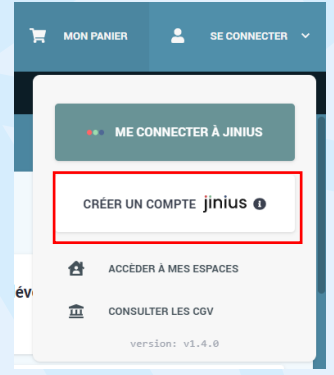 MON PANIER SE CONNECTER
ME CONNECTER À JINIUS
CRÉER UN COMPTE jinius
ACCÉDER À MES ESPACES
év
CONSULTER LES CGV
version: v1.4.0